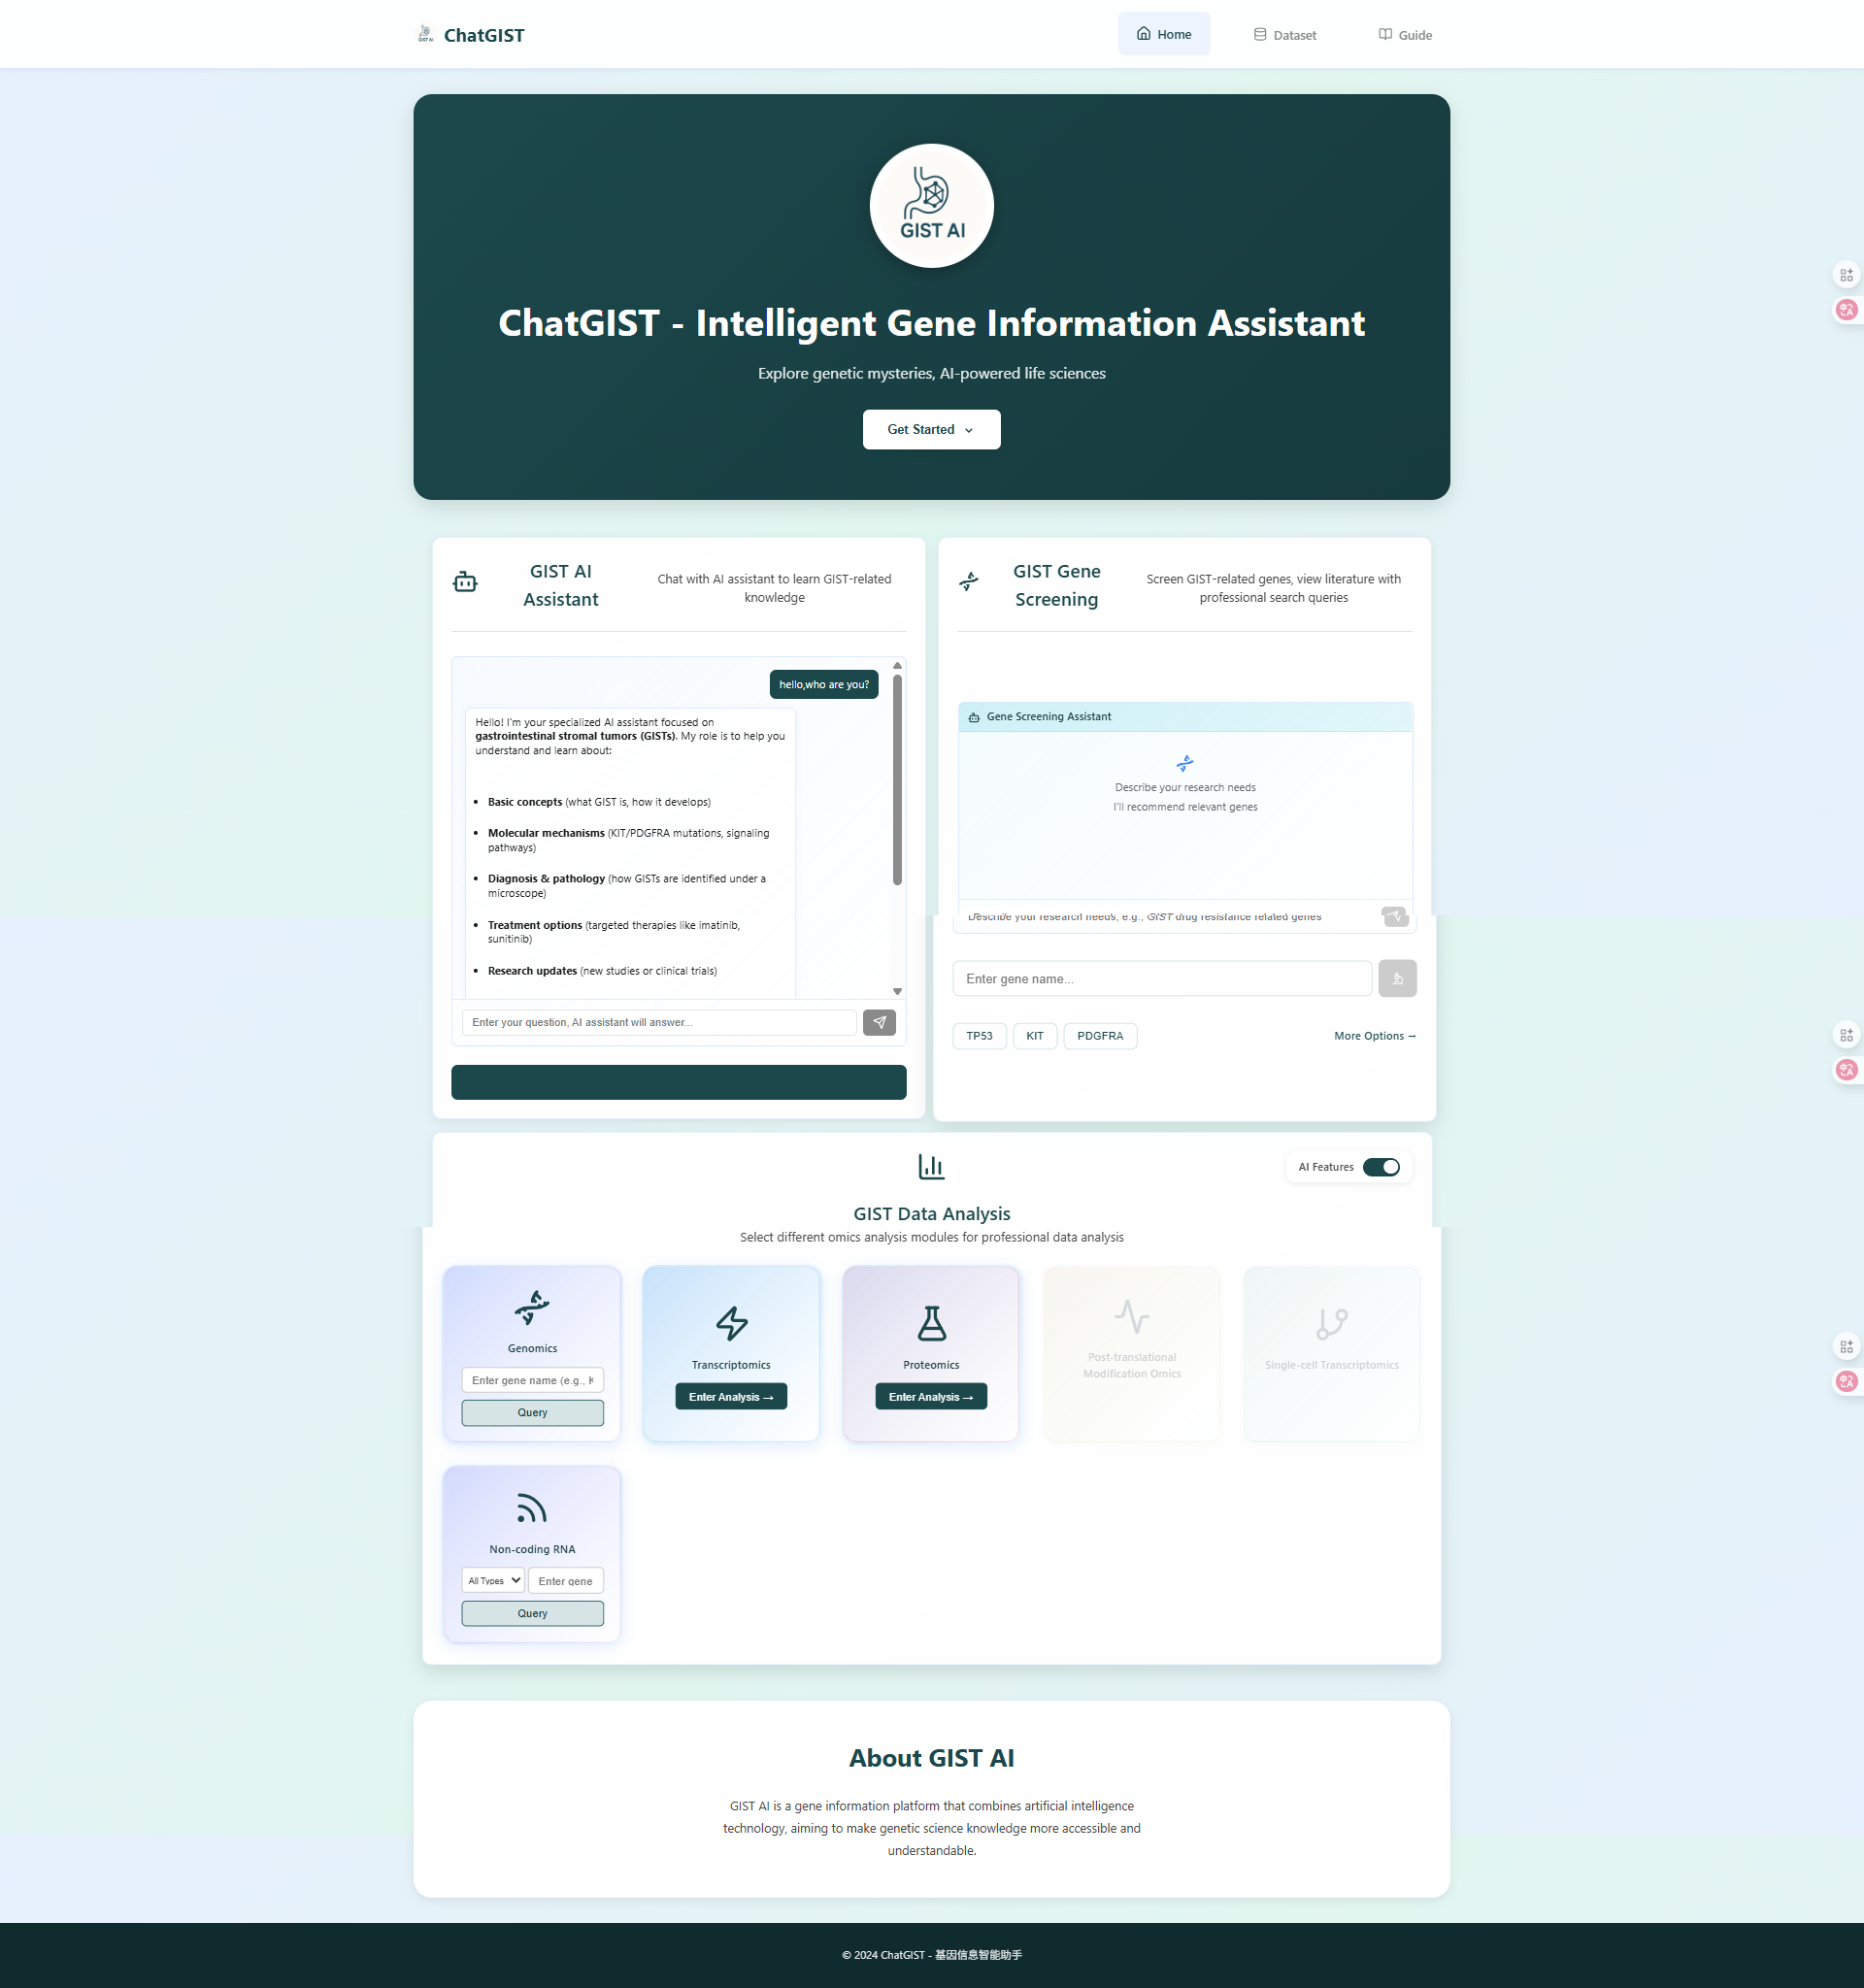 GIST AI
ChatGIST
Home
Dataset
Guide
GIST AI
ChatGIST - Intelligent Gene Information Assistant
Explore genetic mysteries, AI-powered life sciences
Get Started
GIST AI
Assistant
Chat with AI assistant to learn GIST-related
knowledge
hello,who are you?
Hello! I'm your specialized AI assistant focused on
gastrointestinal stromal tumors (GISTs). My role is to help you
understand and learn about:
• Basic concepts (what GIST is, how it develops)
• Molecular mechanisms (KIT/PDGFRA mutations, signaling
pathways)
• Diagnosis & pathology (how GISTs are identified under a
microscope)
• Treatment options (targeted therapies like imatinib,
sunitinib)
• Research updates (new studies or clinical trials)
Enter your question, AI assistant will answer...
GIST Gene
Screening
Screen GIST-related genes, view literature with
professional search queries
Gene Screening Assistant
Describe your research needs
I'll recommend relevant genes
Describe your research needs, e.g., GIST drug resistance related genes
Enter gene name...
TP53
KIT
PDGFRA
More Options →
AI Features
GIST Data Analysis
Select different omics analysis modules for professional data analysis
Genomics
Enter gene name (e.g., K
Query
Transcriptomics
Enter Analysis →
Proteomics
Enter Analysis →
Post-translational
Modification Omics
Single-cell Transcriptomics
Non-coding RNA
All Types
Enter gene
Query
About GIST AI
GIST AI is a gene information platform that combines artificial intelligence
technology, aiming to make genetic science knowledge more accessible and
understandable.
© 2024 ChatGIST - 基因信息智能助手